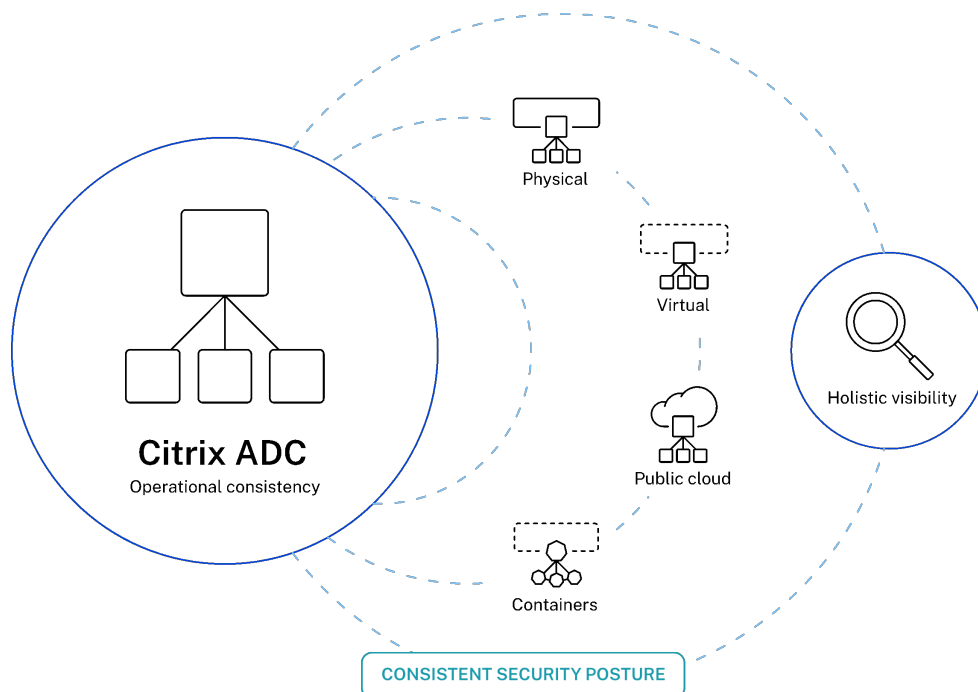 Physical
Virtual
Holistic visibility
Citrix ADC
Operational consistency
Public cloud
Containers
CONSISTENT SECURITY POSTURE